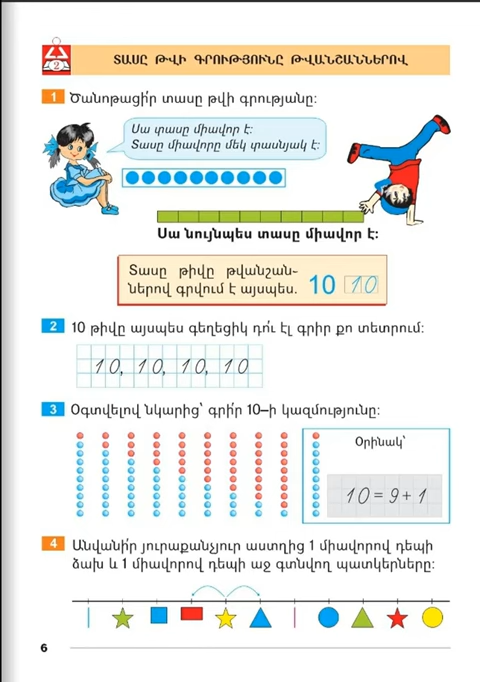 2
ՏԱՍԸ ԹՎԻ ԳՐՈՒԹՅՈՒՆԸ ԹՎԱՆՇԱՆՆԵՐՈՎ
1 Ծանոթացի՛ր տասը թվի գրությանը:
Սա տասը միավոր է:
Տասը միավորը մեկ տասնյակ է:
Սա նույնպես տասը միավոր է:
Տասը թիվը թվանշան-
ներով գրվում է այսպես. 10 10
2 10 թիվը այսպես գեղեցիկ դո՛ւ էլ գրիր քո տետրում:
10, 10, 10, 10
3 Օգտվելով նկարից՝ գրի՛ր 10–ի կազմությունը:
Օրինակ՝
10 = 9 + 1
4 Անվանի՛ր յուրաքանչյուր աստղից 1 միավորով դեպի
ձախ և 1 միավորով դեպի աջ գտնվող պատկերները:
6